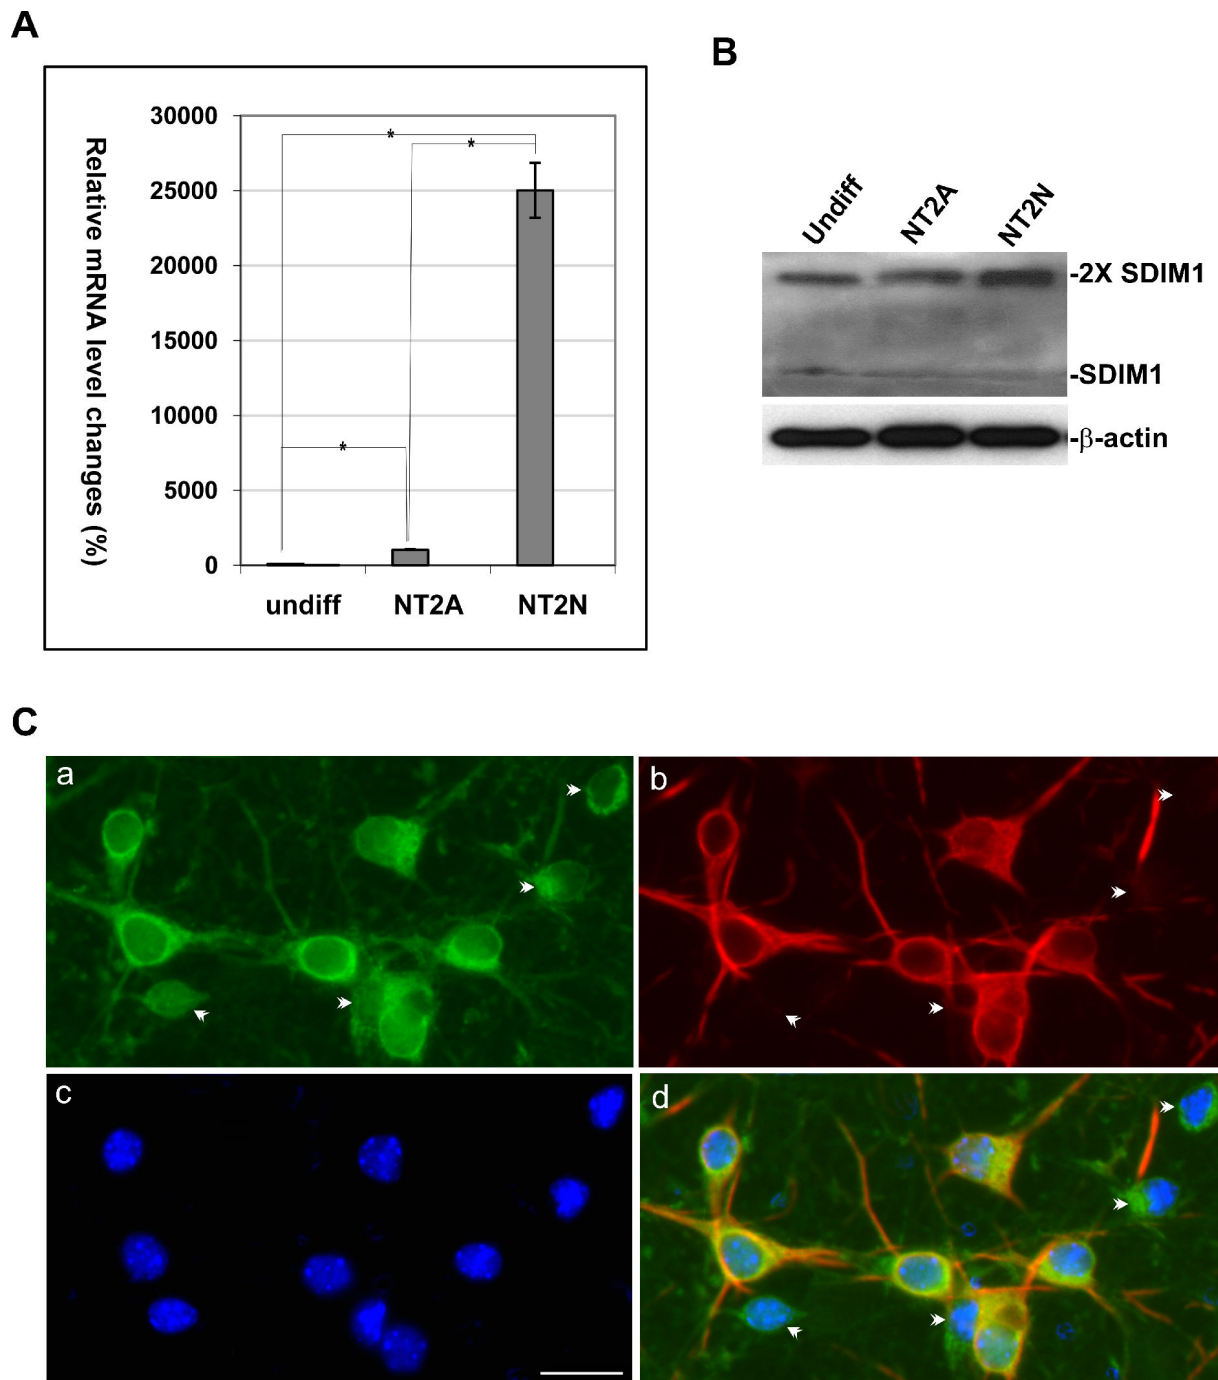 A
B
Relative mRNA level changes (%)
30000
25000
20000
15000
10000
5000
0
*
*
*
undiff NT2A NT2N
Undiff NT2A NT2N
-2X SDIM1
-SDIM1
-β-actin
C
a
b
c
d